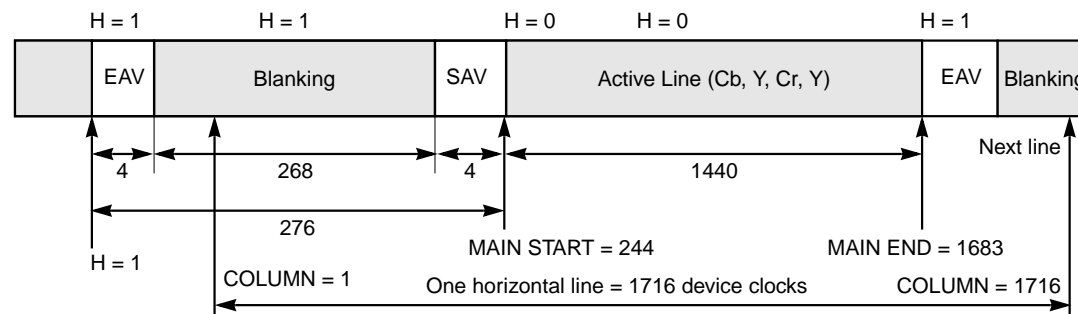 H = 1 H = 1 H = 0 H = 0 H = 1
EAV Blanking SAV Active Line (Cb, Y, Cr, Y) EAV Blanking
Next line
4 268 4 1440
276
MAIN START = 244 MAIN END = 1683
H = 1
COLUMN = 1 One horizontal line = 1716 device clocks COLUMN = 1716